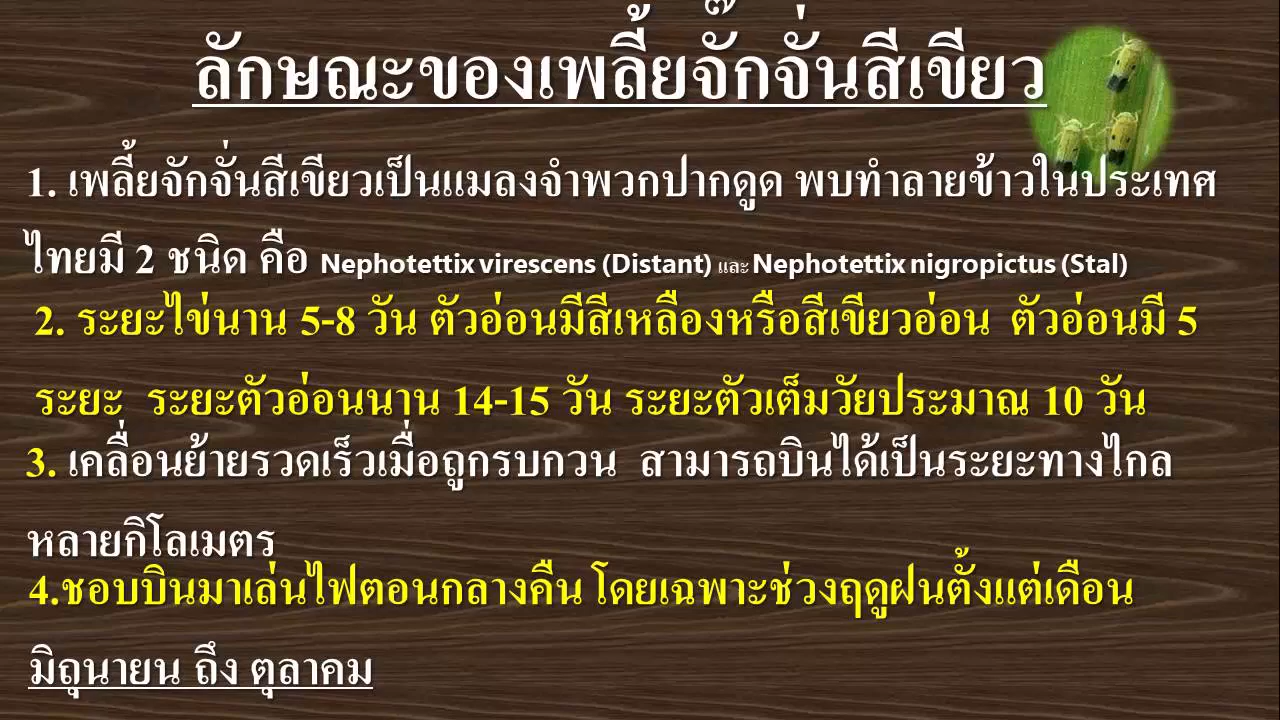 ลักษณะของเพลี้ยจั๊กจั่นสีเขียว
1. เพลี้ยจักจั่นสีเขียวเป็นแมลงจำพวกปากดูด พบทำลายข้าวในประเทศ
ไทยมี 2 ชนิด คือ Nephotettix virescens (Distant) และ Nephotettix nigropictus (Stal)
2. ระยะไข่นาน 5-8 วัน ตัวอ่อนมีสีเหลืองหรือสีเขียวอ่อน ตัวอ่อนมี 5
ระยะ ระยะตัวอ่อนนาน 14-15 วัน ระยะตัวเต็มวัยประมาณ 10 วัน
3. เคลื่อนย้ายรวดเร็วเมื่อถูกรบกวน สามารถบินได้เป็นระยะทางไกล
หลายกิโลเมตร
4.ชอบบินมาเล่นไฟตอนกลางคืน โดยเฉพาะช่วงฤดูฝนตั้งแต่เดือน
มิถุนายน ถึง ตุลาคม